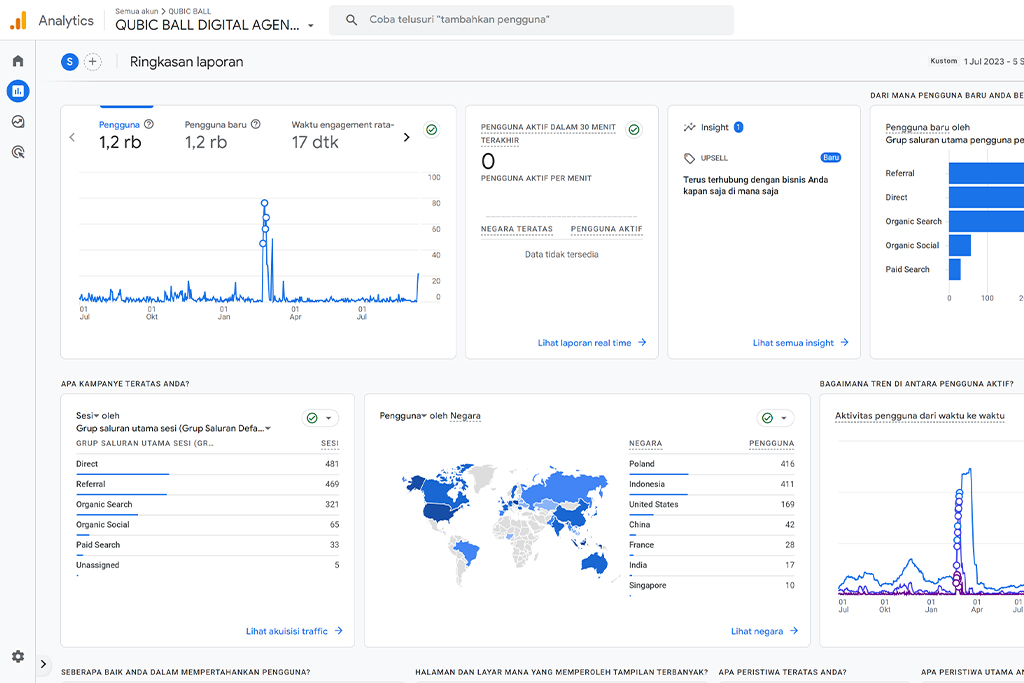 Analytics
Semua akun > QUBIC BALL
QUBIC BALL DIGITAL AGEN...
Coba telusuri "tambahkan pengguna"
S
Ringkasan laporan
Kustom 1 Jul 2023 - 5 S
Pengguna
1,2 rb
Pengguna baru
1,2 rb
Waktu engagement rata-
17 dtk
100
80
60
40
20
0
01 Jul
01 Okt
01 Jan
01 Apr
01 Jul
PENGGUNA AKTIF DALAM 30 MENIT
TERAKHIR
0
PENGGUNA AKTIF PER MENIT
NEGARA TERATAS PENGGUNA AKTIF
Data tidak tersedia
Lihat laporan real time
Insight 1
UPSELL Baru
Terus terhubung dengan bisnis Anda
kapan saja di mana saja
Lihat semua insight
DARI MANA PENGGUNA BARU ANDA BE
Pengguna baru oleh
Grup saluran utama pengguna pe
Referral
Direct
Organic Search
Organic Social
Paid Search
0 100 20
APA KAMPANYE TERATAS ANDA?
Sesi oleh
Grup saluran utama sesi (Grup Saluran Defa...
GRUP SALURAN UTAMA SESI (GR... SESI
Direct 481
Referral 469
Organic Search 321
Organic Social 65
Paid Search 33
Unassigned 5
Lihat akuisisi traffic
Pengguna oleh Negara
NEGARA PENGGUNA
Poland 416
Indonesia 411
United States 169
China 42
France 28
India 17
Singapore 10
Lihat negara
BAGAIMANA TREN DI ANTARA PENGGUNA AKTIF?
Aktivitas pengguna dari waktu ke waktu
01 Jul
01 Okt
01 Jan
01 Apr
01 Jul
SEBERAPA BAIK ANDA DALAM MEMPERTAHANKAN PENGGUNA?
HALAMAN DAN LAYAR MANA YANG MEMPEROLEH TAMPILAN TERBANYAK?
APA PERISTIWA TERATAS ANDA?
APA PERISTIWA UTAMA AN